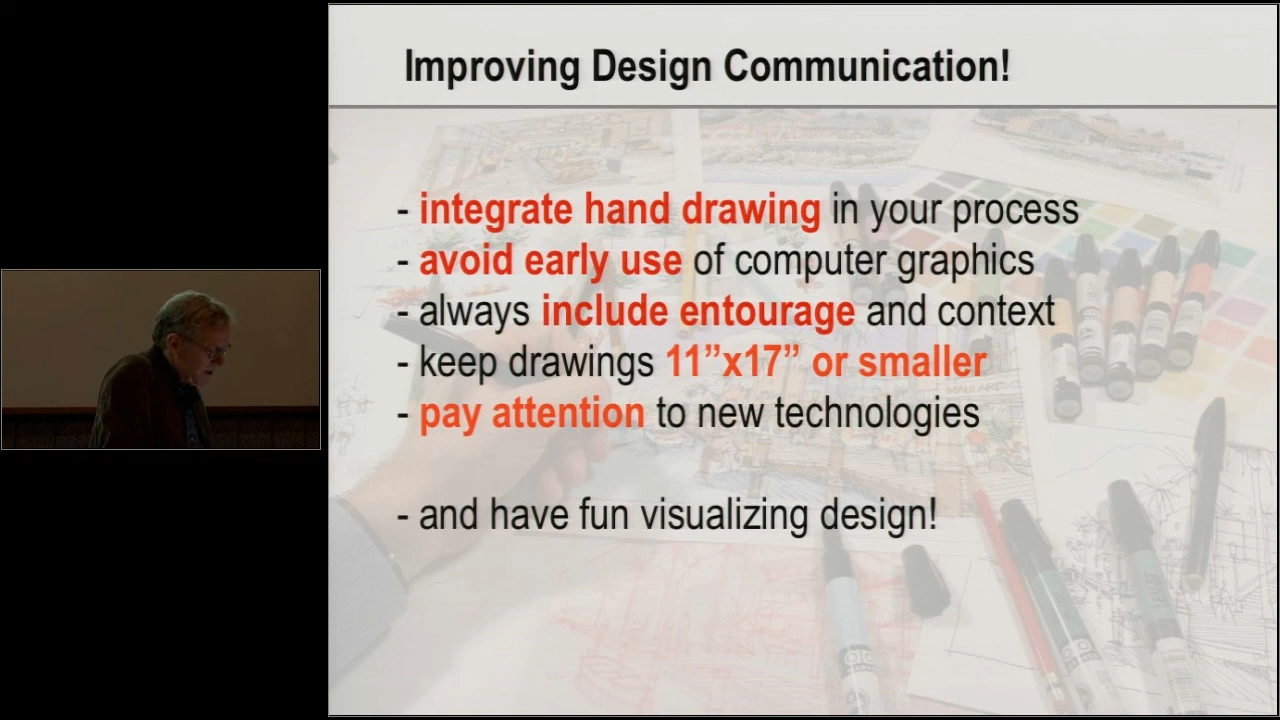 Improving Design Communication!
- integrate hand drawing in your process
- avoid early use of computer graphics
- always include entourage and context
- keep drawings 11”x17” or smaller
- pay attention to new technologies
- and have fun visualizing design!